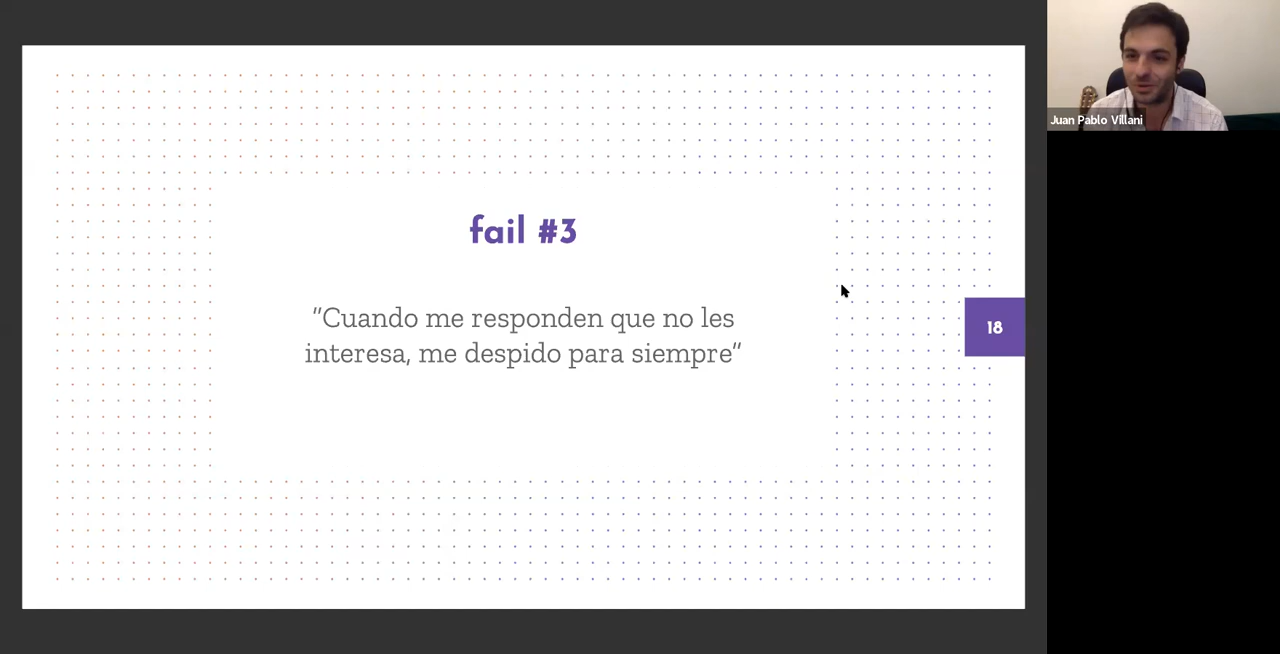 fail #3
"Cuando me responden que no les
interesa, me despido para siempre"
18
Juan Pablo Villani